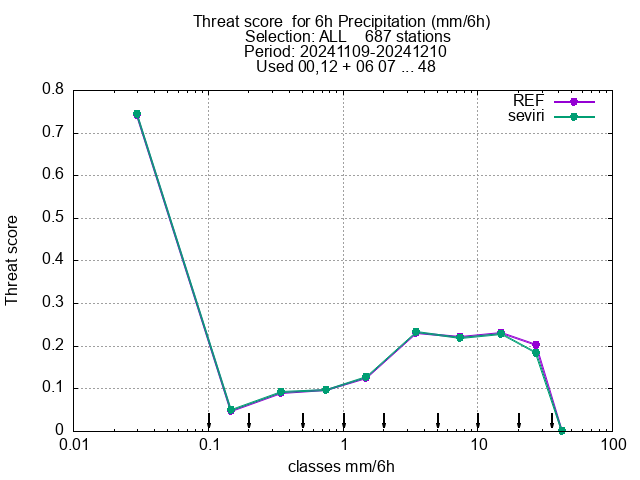 Threat score  for 6h Precipitation (mm/6h)
Selection: ALL    687 stations
Period: 20241109-20241210
Used 00,12 + 06 07 ... 48
REF
seviri
0.8
0.7
0.6
0.5
0.4
0.3
0.2
0.1
0
Threat score
0.01
0.1
1
10
100
classes mm/6h